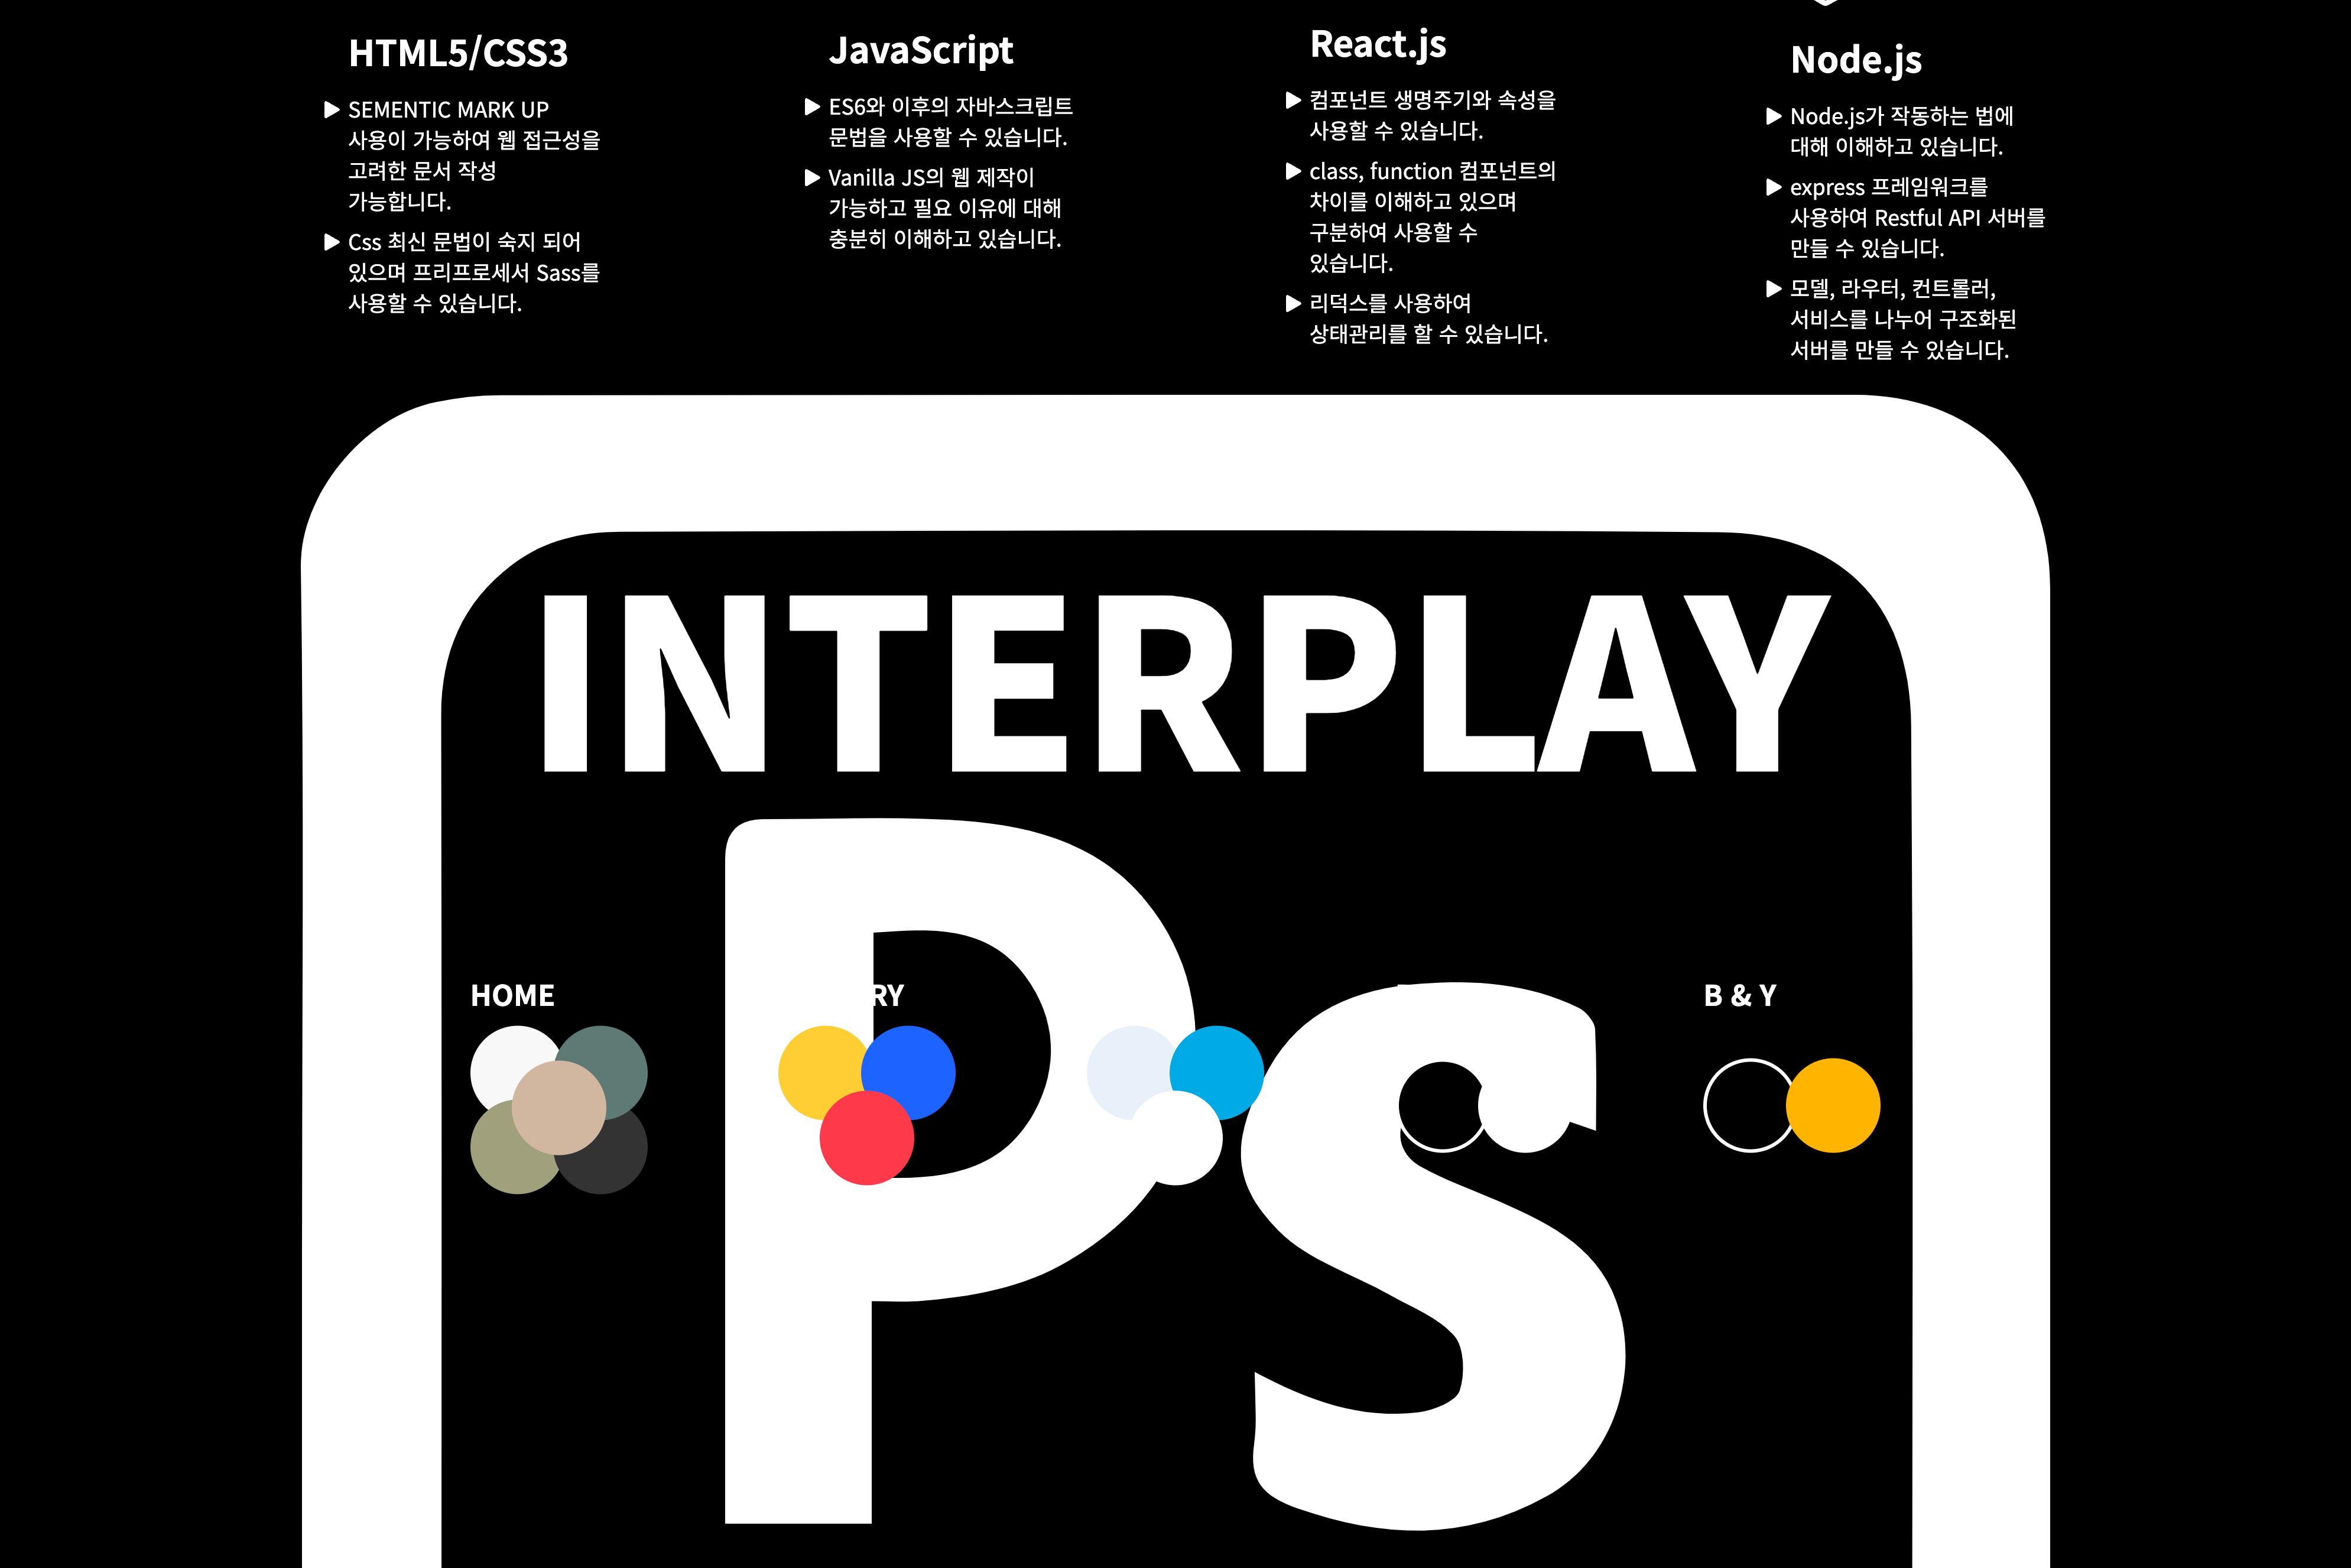 HTML5/CSS3
SEMENTIC MARK UP
사용이 가능하여 웹 접근성을
고려한 문서 작성
가능합니다.
Css 최신 문법이 숙지 되어
있으며 프리프로세서 Sass를
사용할 수 있습니다.
JavaScript
ES6와 이후의 자바스크립트
문법을 사용할 수 있습니다.
Vanilla JS의 웹 제작이
가능하고 필요 이유에 대해
충분히 이해하고 있습니다.
React.js
컴포넌트 생명주기와 속성을
사용할 수 있습니다.
class, function 컴포넌트의
차이를 이해하고 있으며
구분하여 사용할 수
있습니다.
리덕스를 사용하여
상태관리를 할 수 있습니다.
Node.js
Node.js가 작동하는 법에
대해 이해하고 있습니다.
express 프레임워크를
사용하여 Restful API 서버를
만들 수 있습니다.
모델, 라우터, 컨트롤러,
서비스를 나누어 구조화된
서버를 만들 수 있습니다.
INTERPLAY
Ps
HOME
B & Y